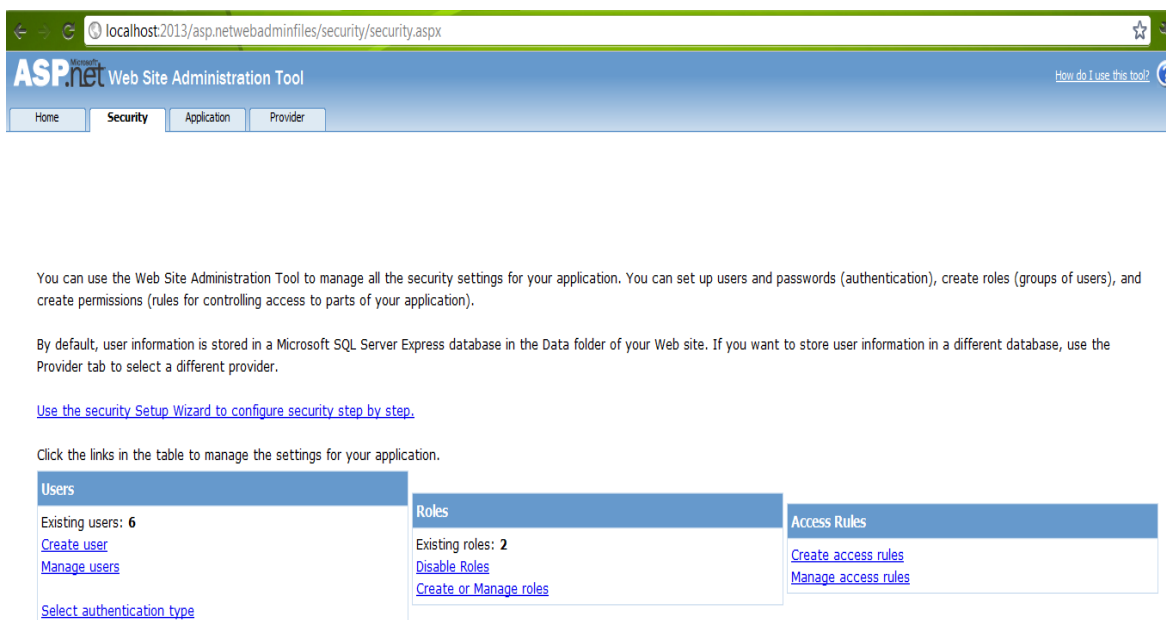 localhost:2013/asp.netwebadminfiles/security/security.aspx
Microsoft
ASP.net Web Site Administration Tool
How do I use this tool?
Home Security Application Provider
You can use the Web Site Administration Tool to manage all the security settings for your application. You can set up users and passwords (authentication), create roles (groups of users), and
create permissions (rules for controlling access to parts of your application).
By default, user information is stored in a Microsoft SQL Server Express database in the Data folder of your Web site. If you want to store user information in a different database, use the
Provider tab to select a different provider.
Use the security Setup Wizard to configure security step by step.
Click the links in the table to manage the settings for your application.
Users
Existing users: 6
Create user
Manage users
Select authentication type
Roles
Existing roles: 2
Disable Roles
Create or Manage roles
Access Rules
Create access rules
Manage access rules